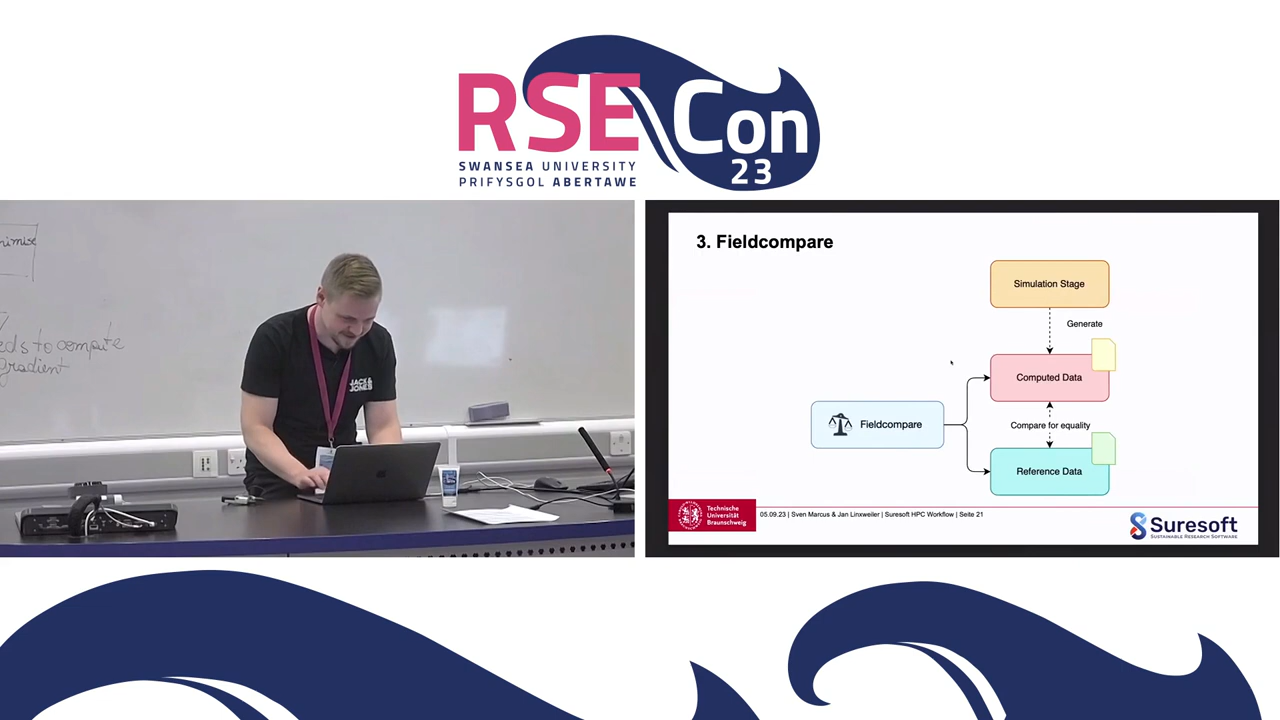 RSE Con
23
SWANSEA UNIVERSITY
PRIFYSGOL ABERTAWE
to compute
gradient
JACK &
JONES
3. Fieldcompare
Simulation Stage
Generate
Computed Data
Fieldcompare
Compare for equality
Reference Data
Technische
Universität
Braunschweig
05.09.23 | Sven Marcus & Jan Linxweiler | Suresoft HPC Workflow | Seite 21
Suresoft
SUSTAINABLE RESEARCH SOFTWARE